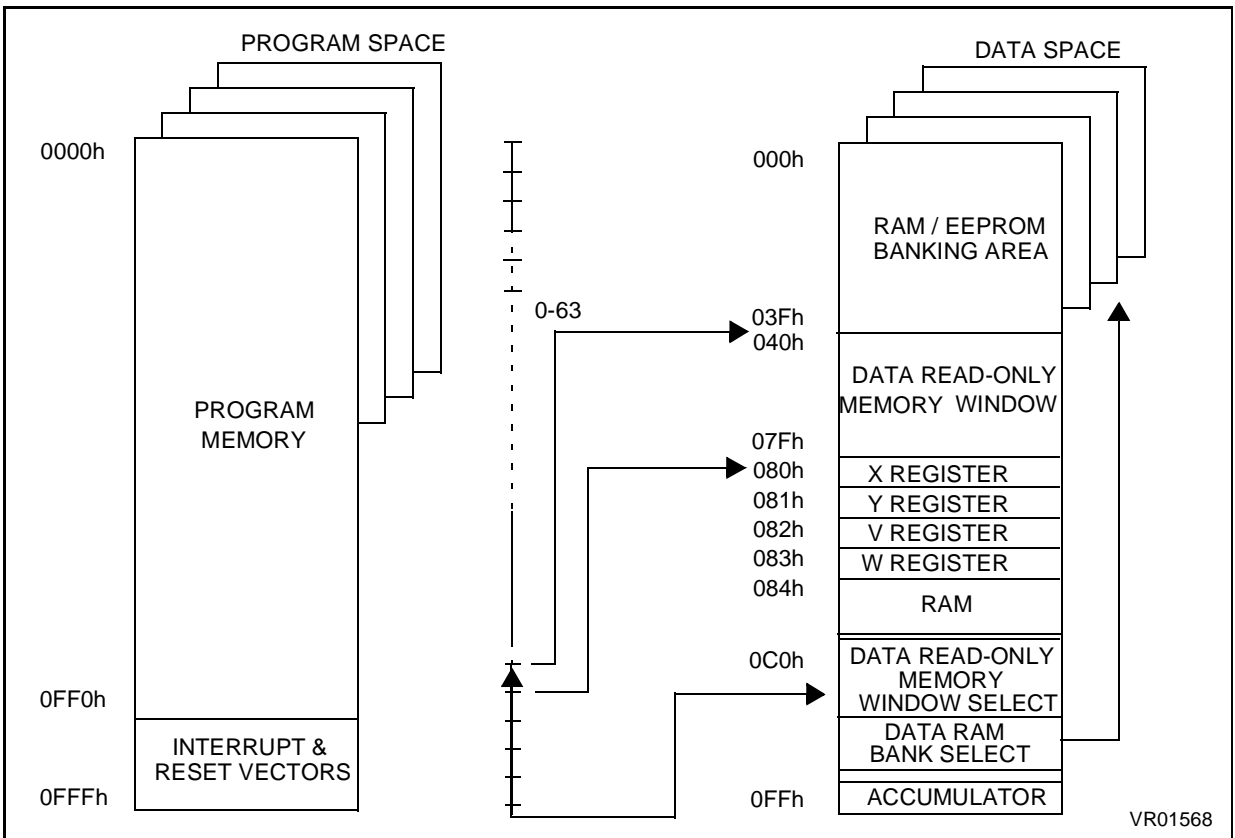 PROGRAM SPACE
0000h
PROGRAM
MEMORY
0FF0h
INTERRUPT &
RESET VECTORS
0FFFh
0-63
DATA SPACE
000h
RAM / EEPROM
BANKING AREA
03Fh
040h
DATA READ-ONLY
MEMORY WINDOW
07Fh
080h
X REGISTER
081h
Y REGISTER
082h
V REGISTER
083h
W REGISTER
084h
RAM
0C0h
DATA READ-ONLY
MEMORY
WINDOW SELECT
DATA RAM
BANK SELECT
0FFh
ACCUMULATOR
VR01568